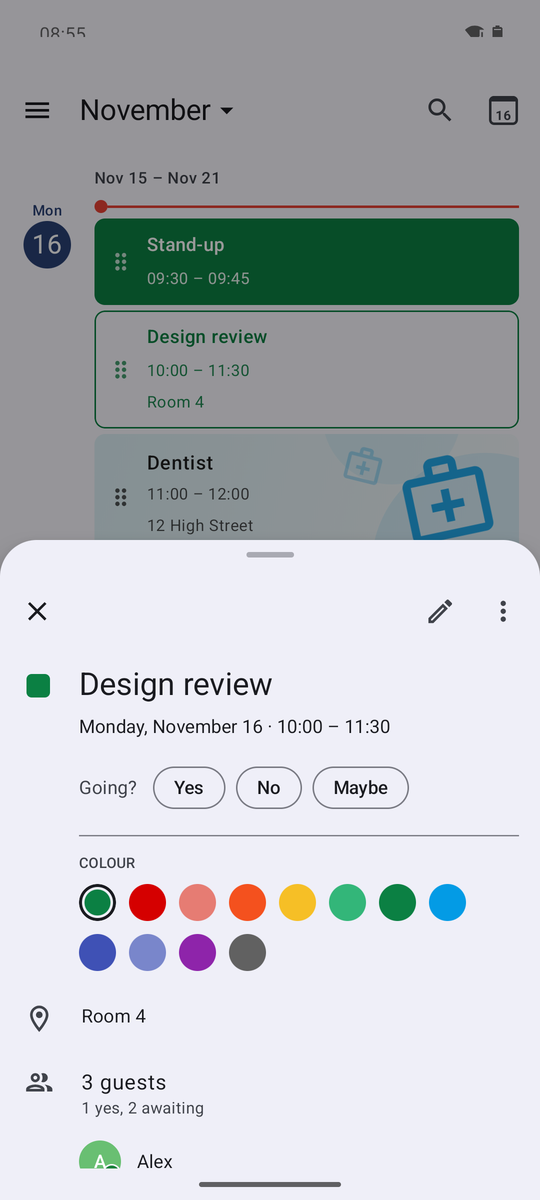 08:55
November
16
Nov 15 – Nov 21
Mon
16
Stand-up
09:30 – 09:45
Design review
10:00 – 11:30
Room 4
Dentist
11:00 – 12:00
12 High Street
Design review
Monday, November 16 · 10:00 – 11:30
Going? Yes No Maybe
COLOUR
Room 4
3 guests
1 yes, 2 awaiting
A Alex